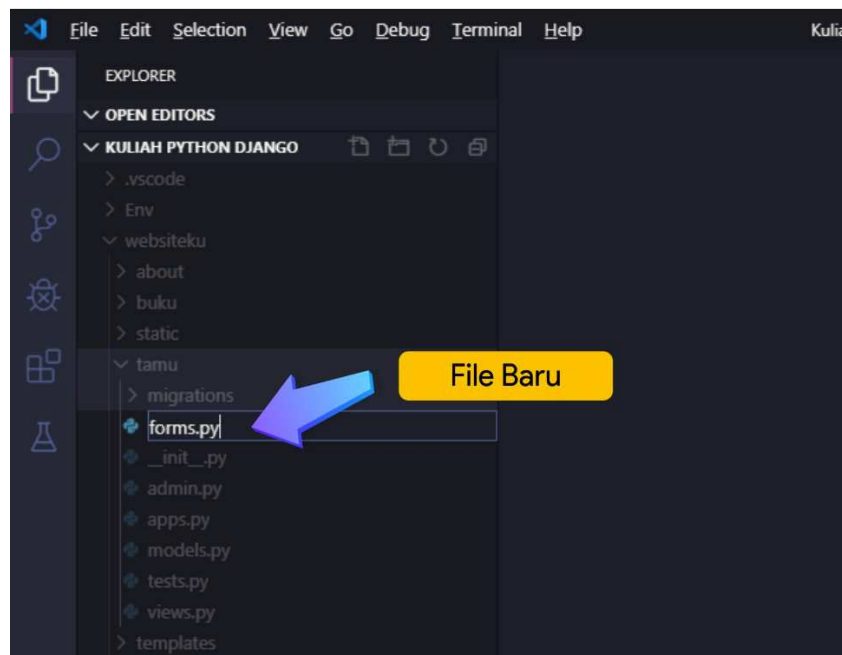 File Edit Selection View Go Debug Terminal Help Kulia
EXPLORER
OPEN EDITORS
KULIAH PYTHON DJANGO
.vscode
Env
websiteku
about
buku
static
tamu
File Baru
migrations
forms.py
__init__.py
admin.py
apps.py
models.py
tests.py
views.py
templates